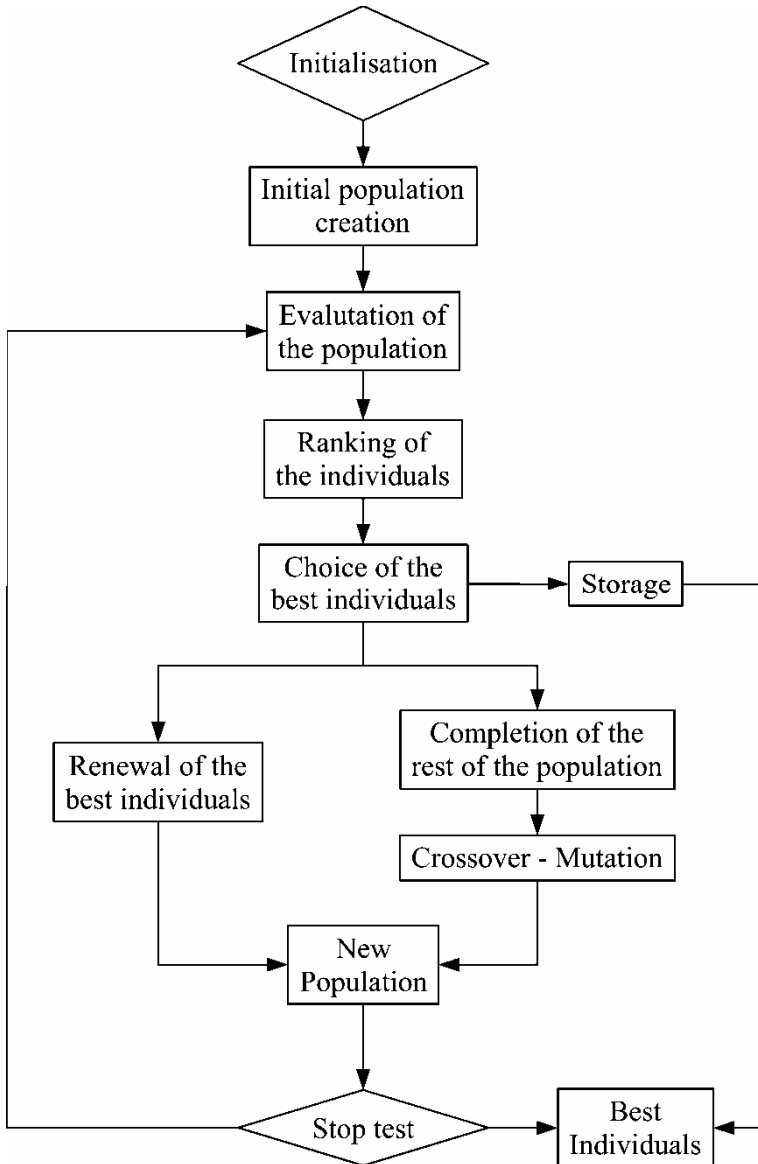 Initialisation
Initial population
creation
Evalutation of
the population
Ranking of
the individuals
Choice of the
best individuals
Storage
Renewal of the
best individuals
Completion of the
rest of the population
Crossover - Mutation
New
Population
Stop test
Best
Individuals